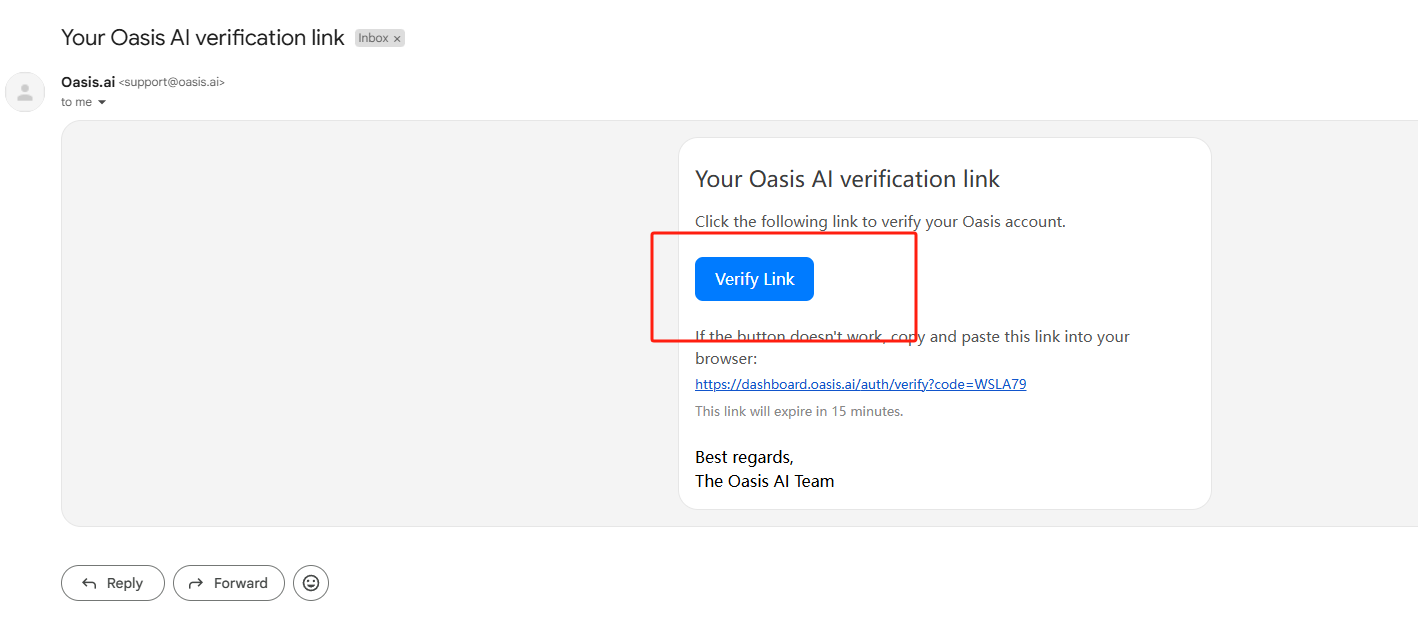 Your Oasis AI verification link Inbox ×
Oasis.ai <support@oasis.ai>
to me
Your Oasis AI verification link
Click the following link to verify your Oasis account.
Verify Link
If the button doesn't work, copy and paste this link into your
browser:
https://dashboard.oasis.ai/auth/verify?code=WSLA79
This link will expire in 15 minutes.
Best regards,
The Oasis AI Team
Reply Forward